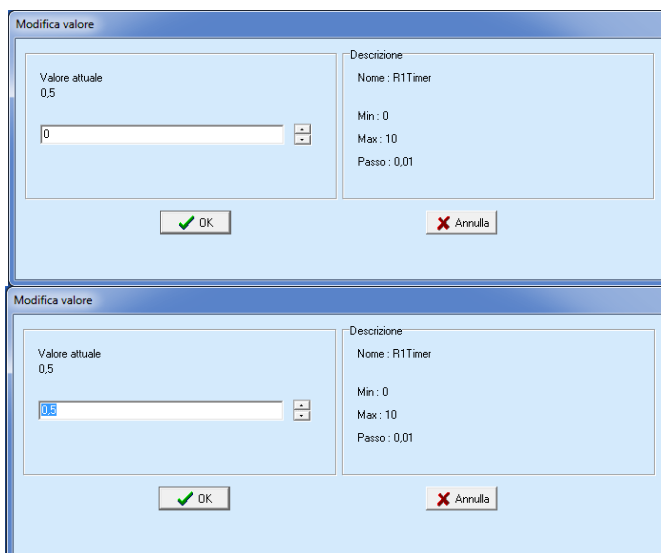 Modifica valore
Valore attuale
0,5
0
Descrizione
Nome : R1Timer
Min : 0
Max : 10
Passo : 0,01
OK
Annulla
Modifica valore
Valore attuale
0,5
0,5
Descrizione
Nome : R1Timer
Min : 0
Max : 10
Passo : 0,01
OK
Annulla